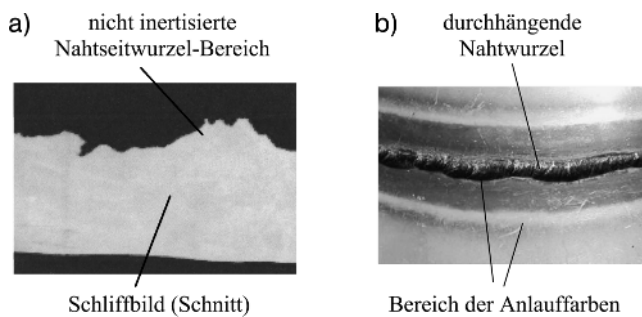 a)
nicht inertisierte
Nahtseitwurzel-Bereich
Schliffbild (Schnitt)
b)
durchhängende
Nahtwurzel
Bereich der Anlauffarben